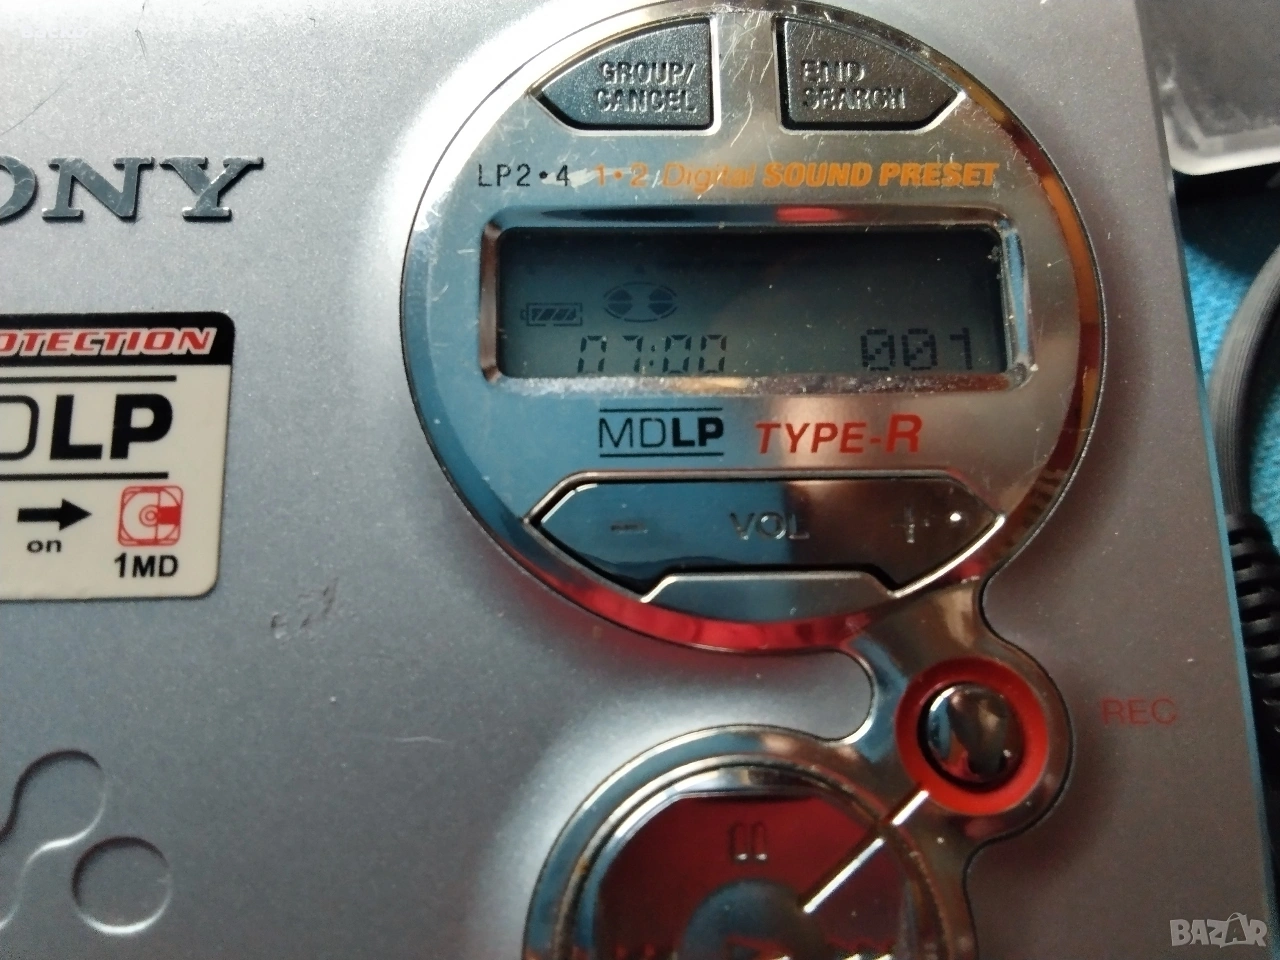 GROUP/
CANCEL
END
SEARCH
LP2•4 1•2 Digital SOUND PRESET
ONY
07:00 001
OTECTION
MDLP TYPE-R
DLP
on
1MD
− VOL +
REC
BAZAR